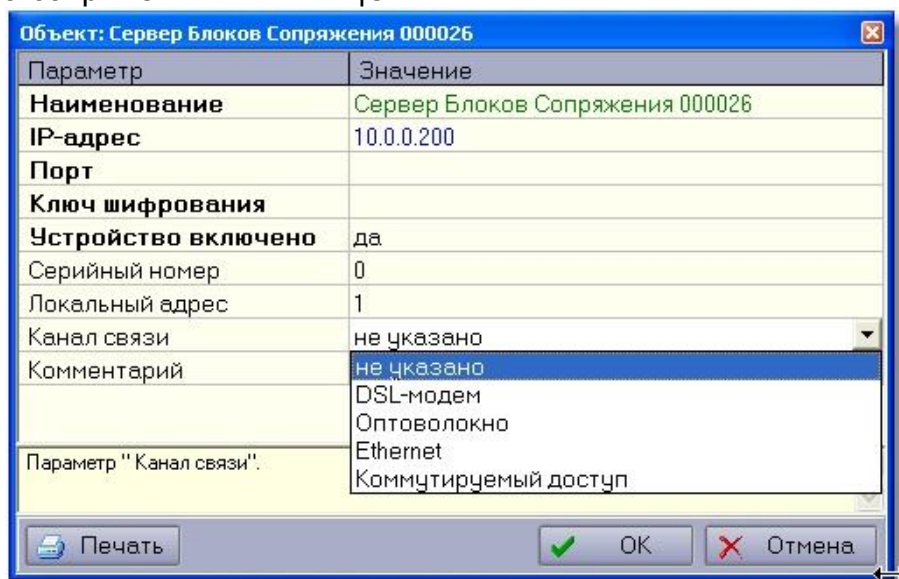 Объект: Сервер Блоков Сопряжения 000026
Параметр Значение
Наименование Сервер Блоков Сопряжения 000026
IP-адрес 10.0.0.200
Порт
Ключ шифрования
Устройство включено да
Серийный номер 0
Локальный адрес 1
Канал связи не указано
Комментарий не указано
DSL-модем
Оптоволокно
Ethernet
Коммутируемый доступ
Параметр "Канал связи".
Печать OK Отмена